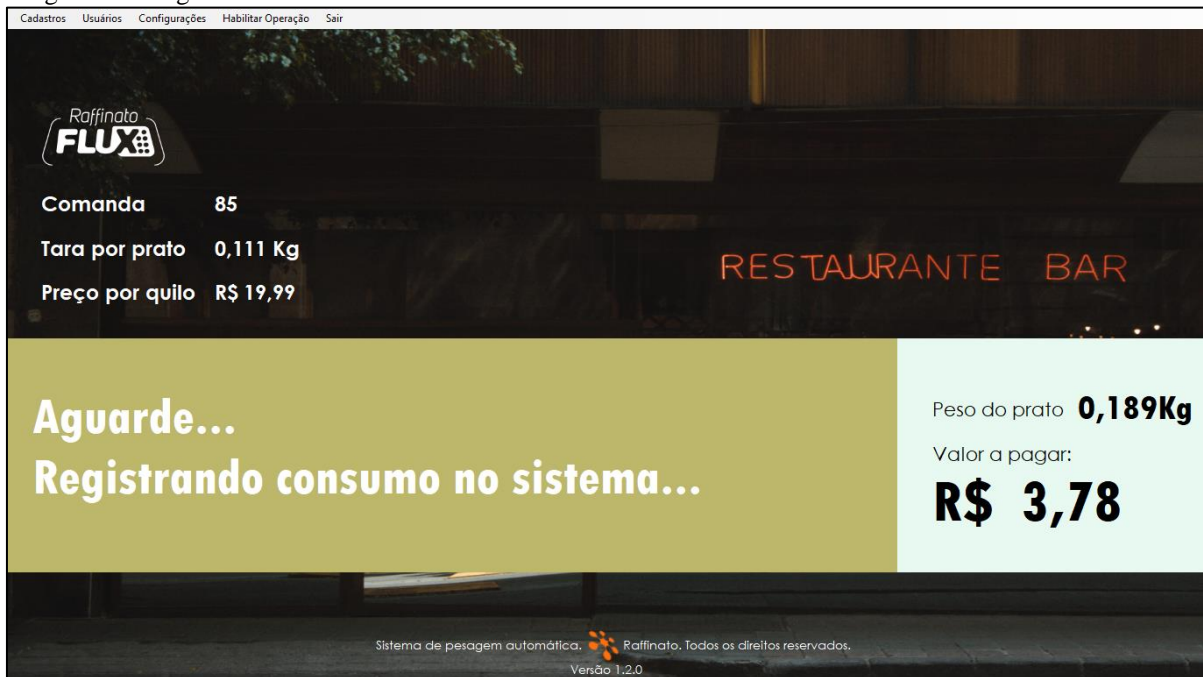 Cadastros Usuários Configurações Habilitar Operação Sair
Raffinato
FLUX
Comanda 85
Tara por prato 0,111 Kg
Preço por quilo R$ 19,99
RESTAURANTE BAR
Aguarde...
Registrando consumo no sistema...
Peso do prato 0,189Kg
Valor a pagar:
R$ 3,78
Sistema de pesagem automática. Raffinato. Todos os direitos reservados.
Versão 1.2.0